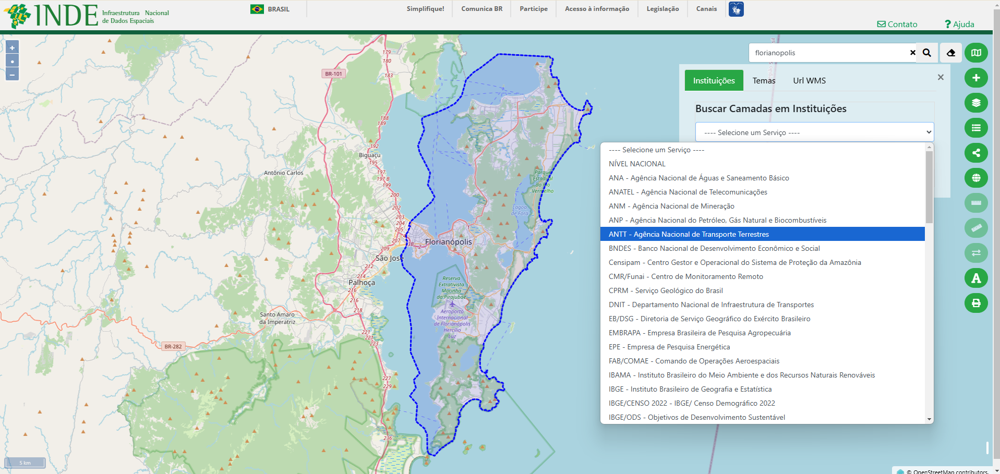 INDE
Infraestrutura Nacional
de Dados Espaciais
BRASIL
Simplifique!
Comunica BR
Participe
Acesso à informação
Legislação
Canais
Contato
? Ajuda
+
−
florianopolis
Instituições
Temas
Url WMS
×
Buscar Camadas em Instituições
---- Selecione um Serviço ----
---- Selecione um Serviço ----
NÍVEL NACIONAL
ANA - Agência Nacional de Águas e Saneamento Básico
ANATEL - Agência Nacional de Telecomunicações
ANM - Agência Nacional de Mineração
ANP - Agência Nacional do Petróleo, Gás Natural e Biocombustíveis
ANTT - Agência Nacional de Transporte Terrestres
BNDES - Banco Nacional de Desenvolvimento Econômico e Social
Censipam - Centro Gestor e Operacional do Sistema de Proteção da Amazônia
CMR/Funai - Centro de Monitoramento Remoto
CPRM - Serviço Geológico do Brasil
DNIT - Departamento Nacional de Infraestrutura de Transportes
EB/DSG - Diretoria de Serviço Geográfico do Exército Brasileiro
EMBRAPA - Empresa Brasileira de Pesquisa Agropecuária
EPE - Empresa de Pesquisa Energética
FAB/COMAE - Comando de Operações Aeroespaciais
IBAMA - Instituto Brasileiro do Meio Ambiente e dos Recursos Naturais Renováveis
IBGE - Instituto Brasileiro de Geografia e Estatística
IBGE/CENSO 2022 - IBGE/ Censo Demográfico 2022
IBGE/ODS - Objetivos de Desenvolvimento Sustentável
A
179
180
BR-101
183
188
189
192
Biguaçu
195
Antônio Carlos
197
197 B
199
200
202
203
204
205
207
209
3B
2
1
4
Florianópolis
São José
212
214
Palhoça
216
216
218
Santo Amaro
da Imperatriz
221
221
223
BR-282
227
229
236
Parque
Estadual
do Rio
Vermelho
Lagoa
de Fora
Reserva
Extrativista
Marinha
do Pirajubaé
Aeroporto
Internacional
de Florianópolis
Hercílio
Luz
5 km
© OpenStreetMap contributors.